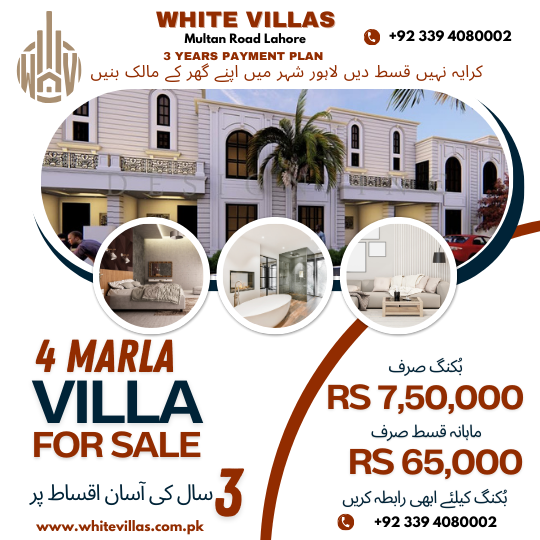 WHITE VILLAS
Multan Road Lahore
+92 339 4080002
3 YEARS PAYMENT PLAN
کرایہ نہیں قسط دیں لاہور شہر میں اپنے گھر کے مالک بنیں
WV
4 MARLA
VILLA
FOR SALE
3 سال کی آسان اقساط پر
www.whitevillas.com.pk
بُکنگ صرف
RS 7,50,000
ماہانہ قسط صرف
RS 65,000
بُکنگ کیلئے ابھی رابطہ کریں
+92 339 4080002